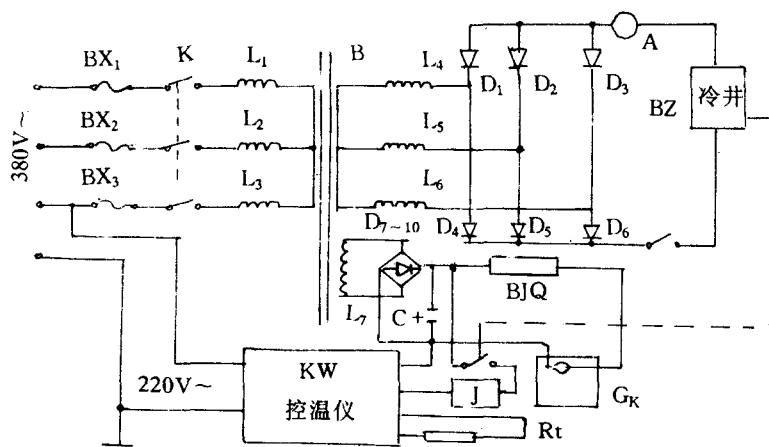 A
BX₁
K
L₁
B
L₄
D₁
D₂
D₃
BZ
冷井
380V～
BX₂
L₂
L₅
BX₃
L₃
L₆
D₇～₁₀
D₄
D₅
D₆
BJQ
L₇
C +
220V～
KW
控温仪
J
G_K
Rt